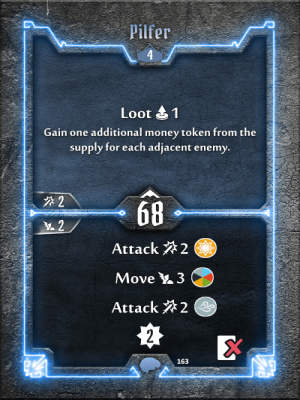 Pilfer
4
Loot 1
Gain one additional money token from the
supply for each adjacent enemy.
2
2
68
Attack 2
Move 3
Attack 2
2
163